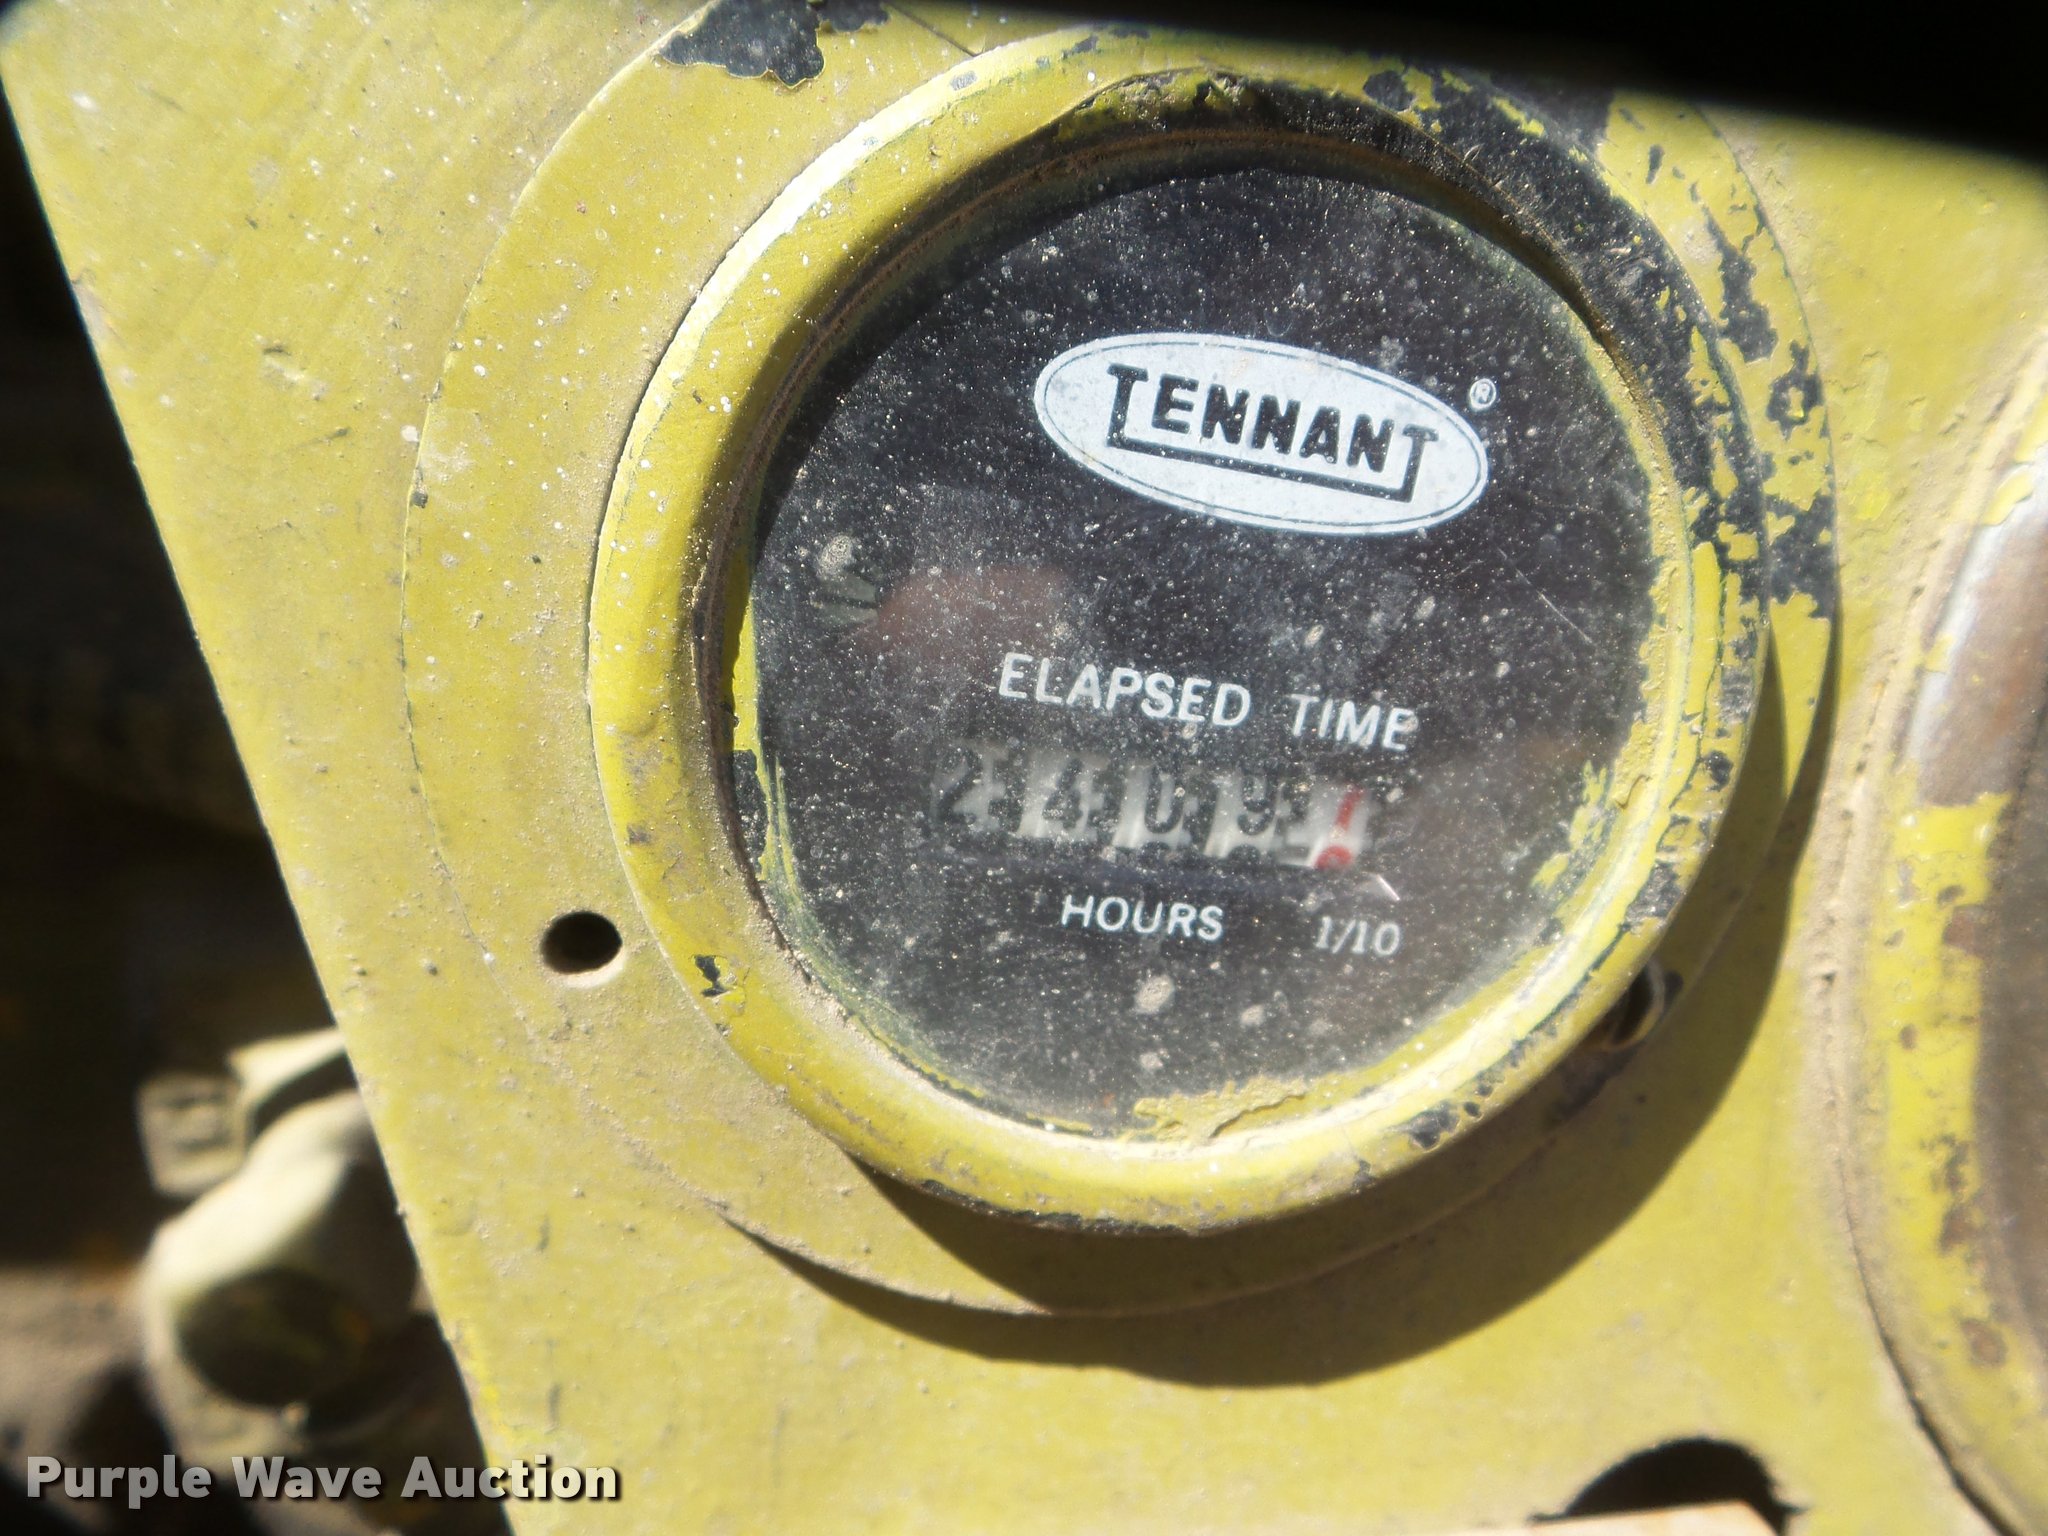 TENNANT ®
ELAPSED TIME
HOURS 1/10
Purple Wave Auction